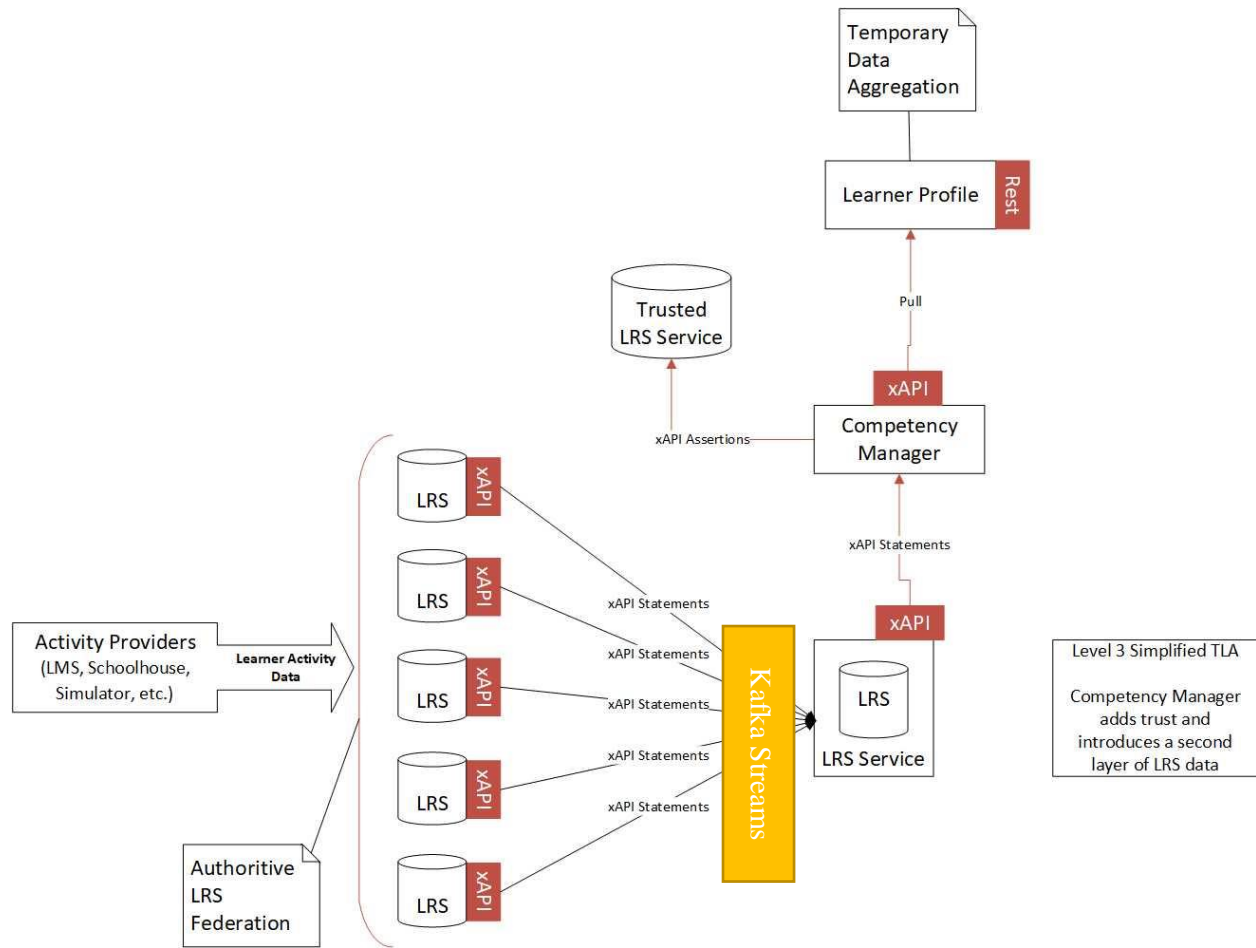 Temporary
Data
Aggregation
Learner Profile
Rest
Pull
Trusted
LRS Service
xAPI
xAPI Assertions
Competency
Manager
xAPI Statements
LRS
xAPI
LRS
xAPI
LRS
xAPI
LRS
xAPI
LRS
xAPI
xAPI Statements
xAPI Statements
xAPI Statements
xAPI Statements
xAPI Statements
Kafka Streams
xAPI
LRS
LRS Service
Activity Providers
(LMS, Schoolhouse,
Simulator, etc.)
Learner Activity
Data
Authoritive
LRS
Federation
Level 3 Simplified TLA
Competency Manager
adds trust and
introduces a second
layer of LRS data